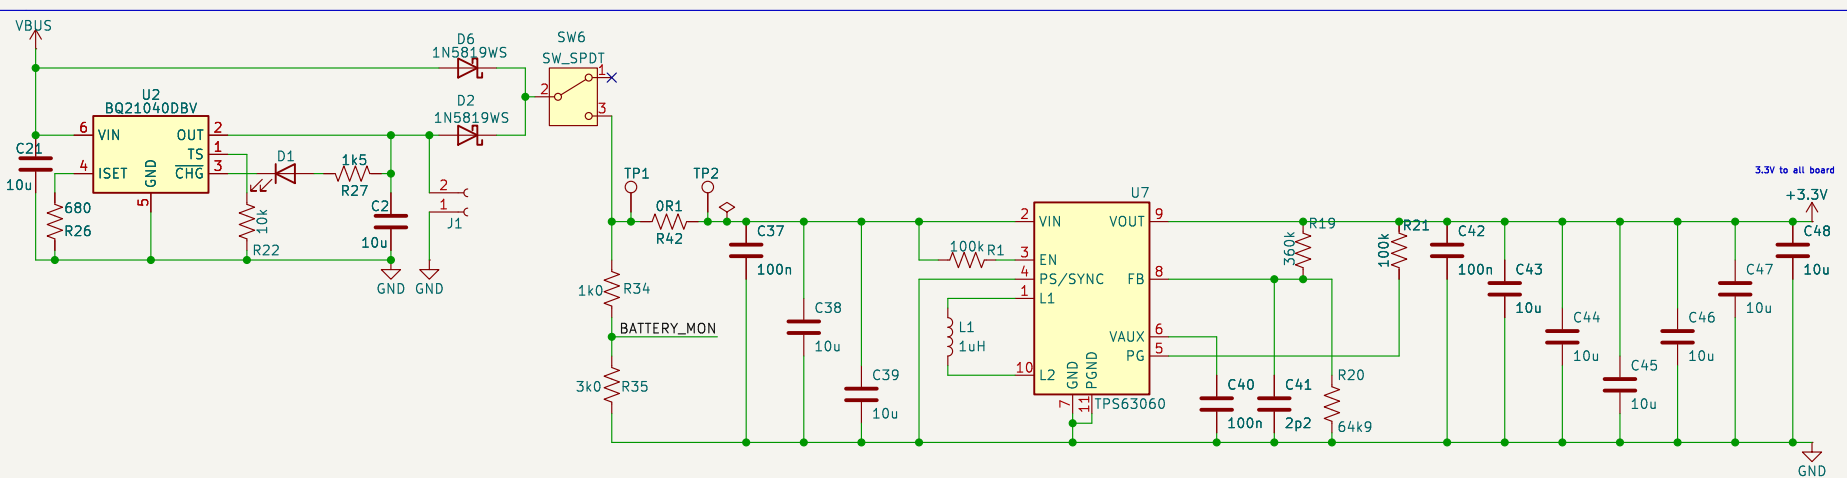 VBUS
D6
1N5819WS
SW6
SW_SPDT
1
2
3
U2
BQ21040DBV
D2
1N5819WS
6 VIN OUT 2
TS 1
4 ISET CHG 3
GND
5
C21
10u
680
R26
D1
1k5
R27
10k
R22
C2
10u
2
1
J1
GND
GND
TP1
TP2
0R1
R42
1k0 R34
BATTERY_MON
3k0 R35
C37
100n
C38
10u
C39
10u
100k R1
L1
1uH
U7
2 VIN VOUT 9
3 EN
4 PS/SYNC FB 8
1 L1
VAUX 6
PG 5
10 L2
GND
PGND
7
11
TPS63060
R19
360k
R21
100k
C40
100n
C41
2p2
R20
64k9
C42
100n
C43
10u
C44
10u
C45
10u
C46
10u
C47
10u
3.3V to all board
+3.3V
C48
10u
GND